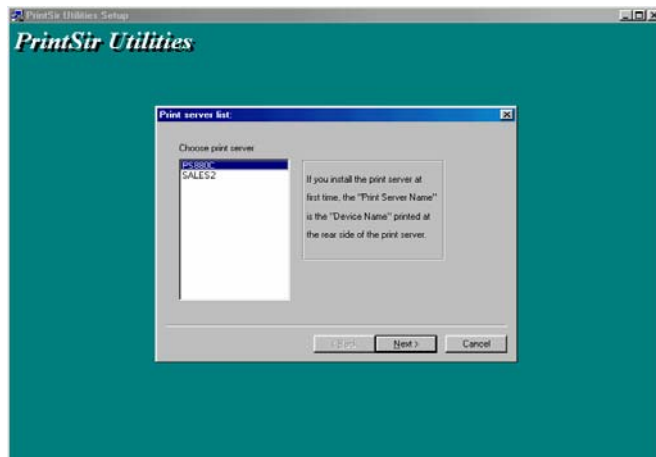 PrintSir Utilities Setup
PrintSir Utilities
Print server list:
Choose print server
PS880C
SALES2
If you install the print server at
first time, the "Print Server Name"
is the "Device Name" printed at
the rear side of the print server.
< Back
Next >
Cancel